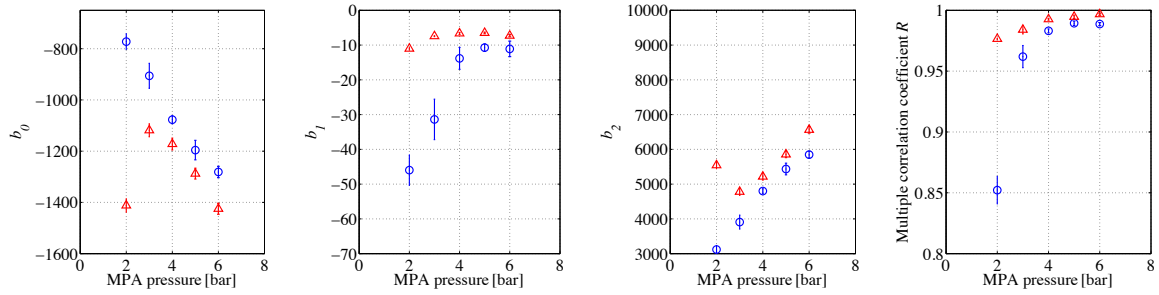 b0
−800
−1000
−1200
−1400
−1600
0 2 4 6 8
MPA pressure [bar]
b1
0
−10
−20
−30
−40
−50
−60
−70
0 2 4 6 8
MPA pressure [bar]
b2
10000
9000
8000
7000
6000
5000
4000
3000
0 2 4 6 8
MPA pressure [bar]
Multiple correlation coefficient R
1
0.95
0.9
0.85
0.8
0 2 4 6 8
MPA pressure [bar]